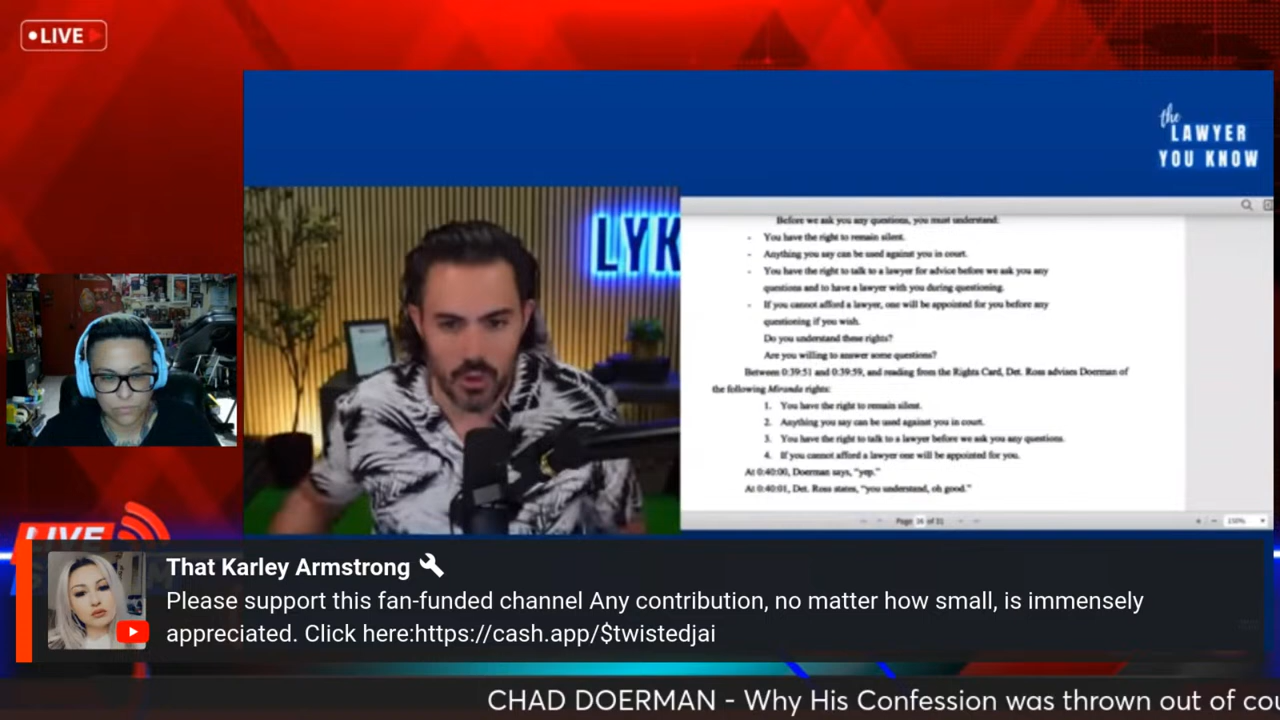 LIVE
the
LAWYER
YOU KNOW
LYK
Before we ask you any questions, you must understand:
- You have the right to remain silent.
- Anything you say can be used against you in court.
- You have the right to talk to a lawyer for advice before we ask you any
questions and to have a lawyer with you during questioning.
- If you cannot afford a lawyer, one will be appointed for you before any
questioning if you wish.
Do you understand these rights?
Are you willing to answer some questions?
Between 0:39:51 and 0:39:59, and reading from the Rights Card, Det. Ross advises Doerman of
the following Miranda rights:
1. You have the right to remain silent.
2. Anything you say can be used against you in court.
3. You have the right to talk to a lawyer before we ask you any questions.
4. If you cannot afford a lawyer one will be appointed for you.
At 0:40:00, Doerman says, "yep."
At 0:40:01, Det. Ross states, "you understand, oh good."
Page 16 of 31
150%
LIVE
That Karley Armstrong
Please support this fan-funded channel Any contribution, no matter how small, is immensely
appreciated. Click here:https://cash.app/$twistedjai
CHAD DOERMAN - Why His Confession was thrown out of cou